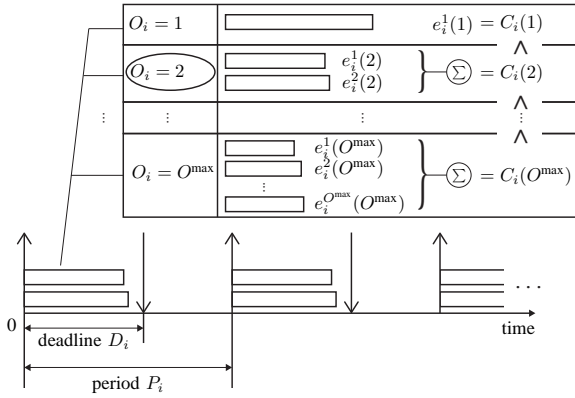 O_i = 1 e_i^1(1) = C_i(1)
<
O_i = 2 e_i^1(2) Σ = C_i(2)
e_i^2(2)
<
⋮ ⋮ ⋮ ⋮
<
O_i = O^max e_i^1(O^max) Σ = C_i(O^max)
e_i^2(O^max)
⋮
e_i^{O^max}(O^max)
...
0 time
deadline D_i
period P_i